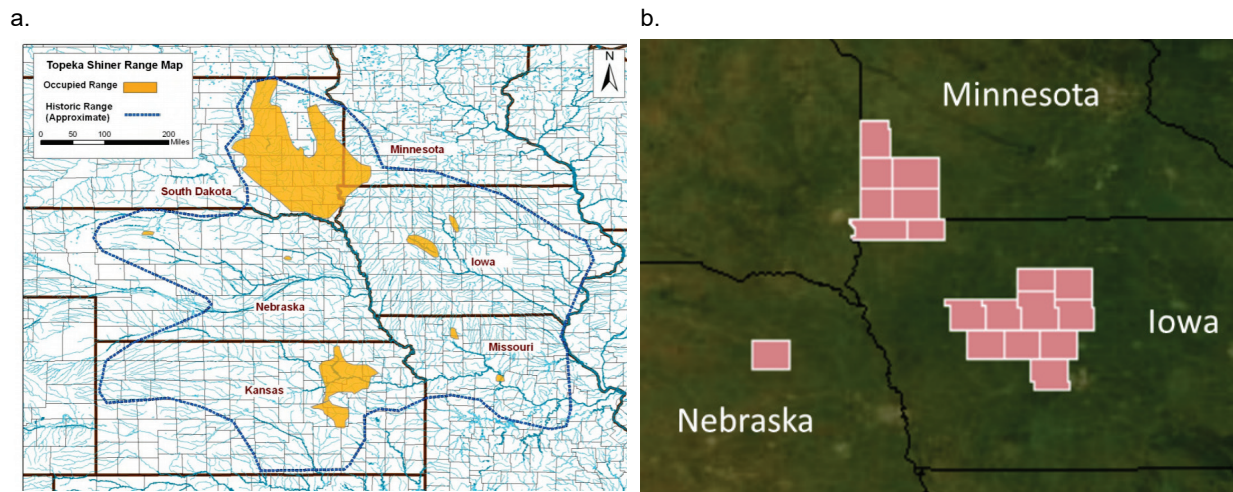 a.
Topeka Shiner Range Map
Occupied Range
Historic Range
(Approximate)
0 50 100 200
Miles
N
Minnesota
South Dakota
Iowa
Nebraska
Missouri
Kansas
b.
Minnesota
Iowa
Nebraska